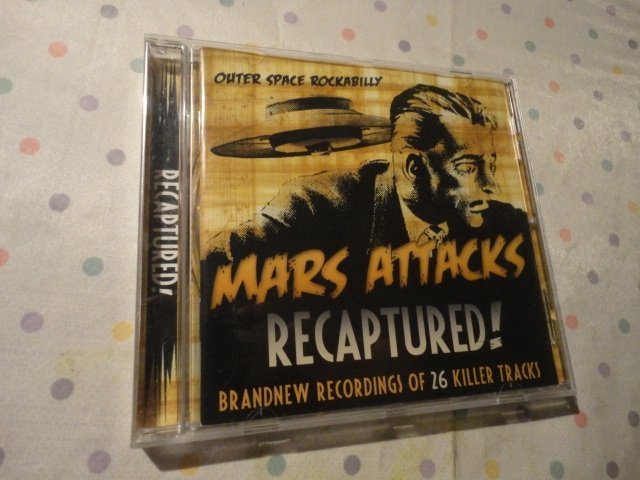 OUTER SPACE ROCKABILLY
MARS ATTACKS
RECAPTURED!
BRANDNEW RECORDINGS OF 26 KILLER TRACKS
RECAPTURED!